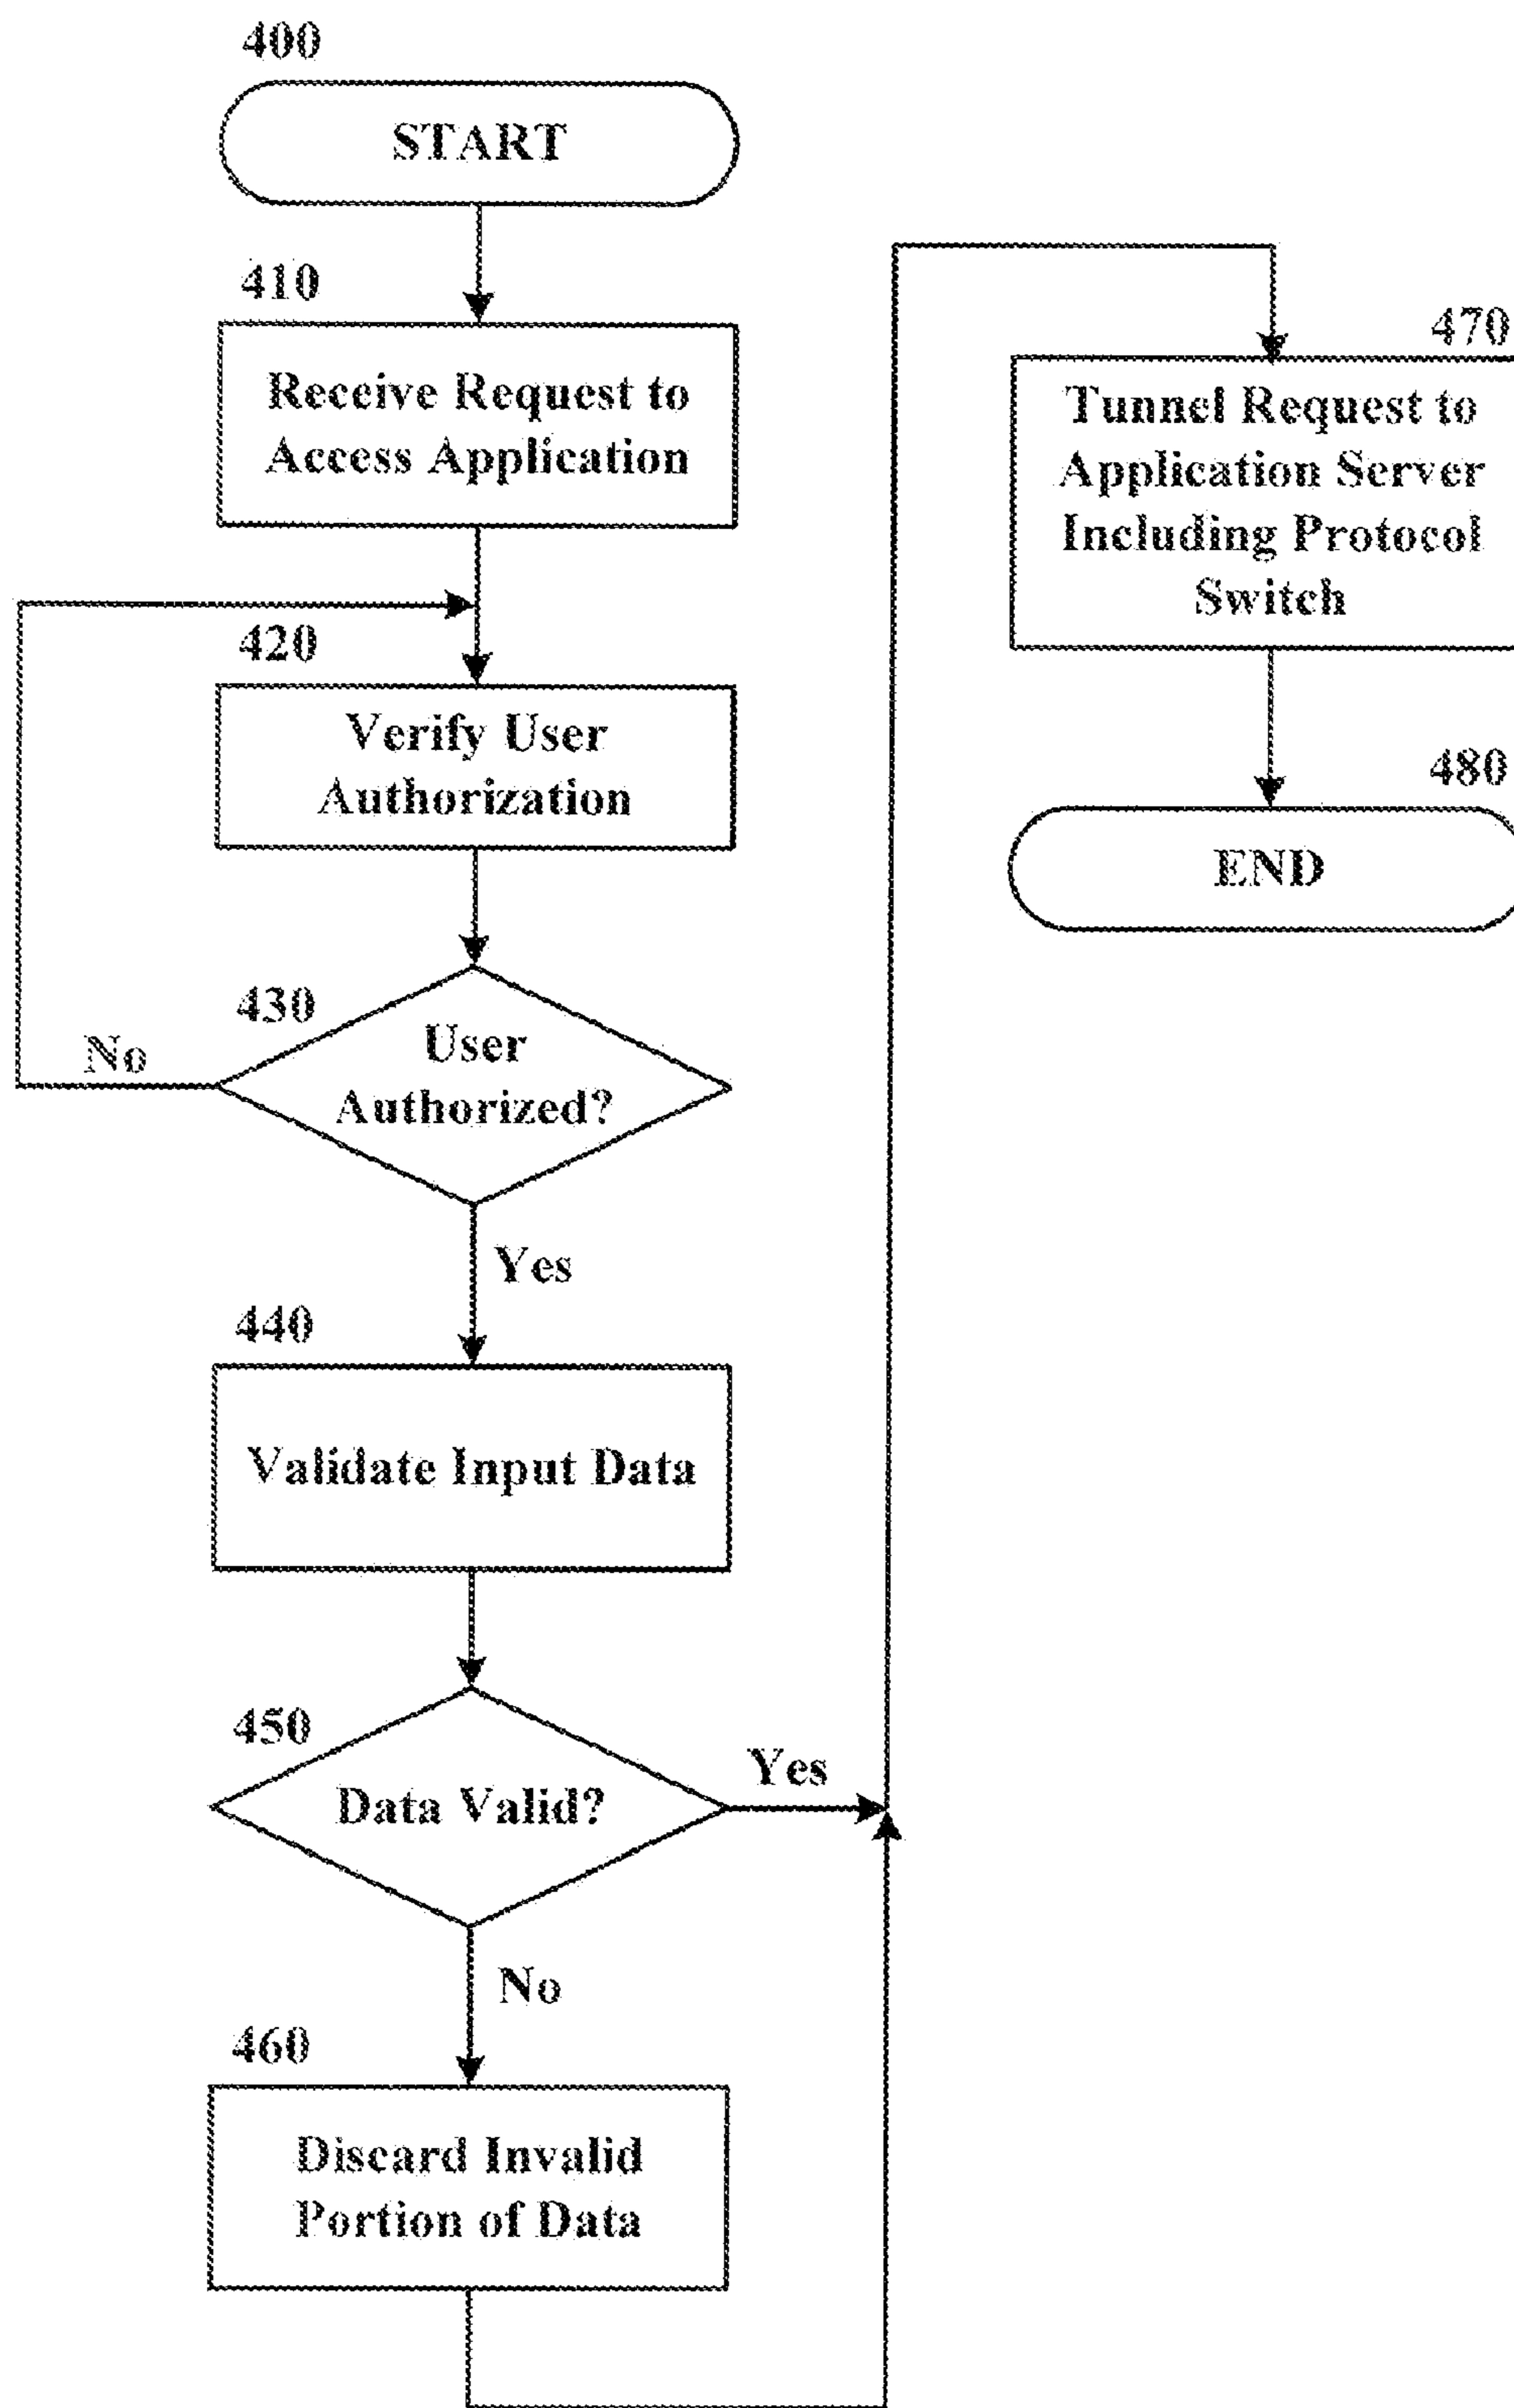 400
START
410
Receive Request to
Access Application
420
Verify User
Authorization
430
User
Authorized?
No
Yes
440
Validate Input Data
450
Data Valid?
Yes
No
460
Discard Invalid
Portion of Data
470
Tunnel Request to
Application Server
Including Protocol
Switch
480
END